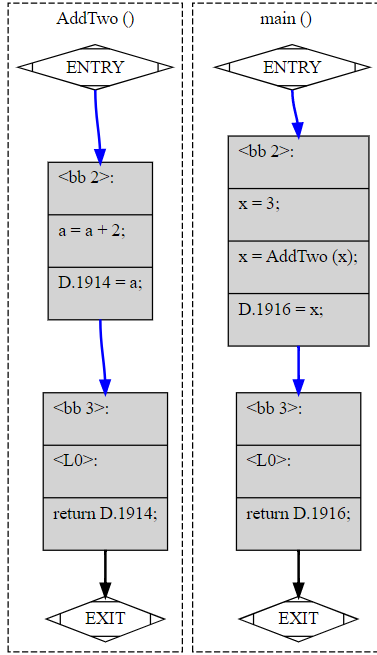 AddTwo ()
ENTRY
<bb 2>:
a = a + 2;
D.1914 = a;
<bb 3>:
<L0>:
return D.1914;
EXIT
main ()
ENTRY
<bb 2>:
x = 3;
x = AddTwo (x);
D.1916 = x;
<bb 3>:
<L0>:
return D.1916;
EXIT